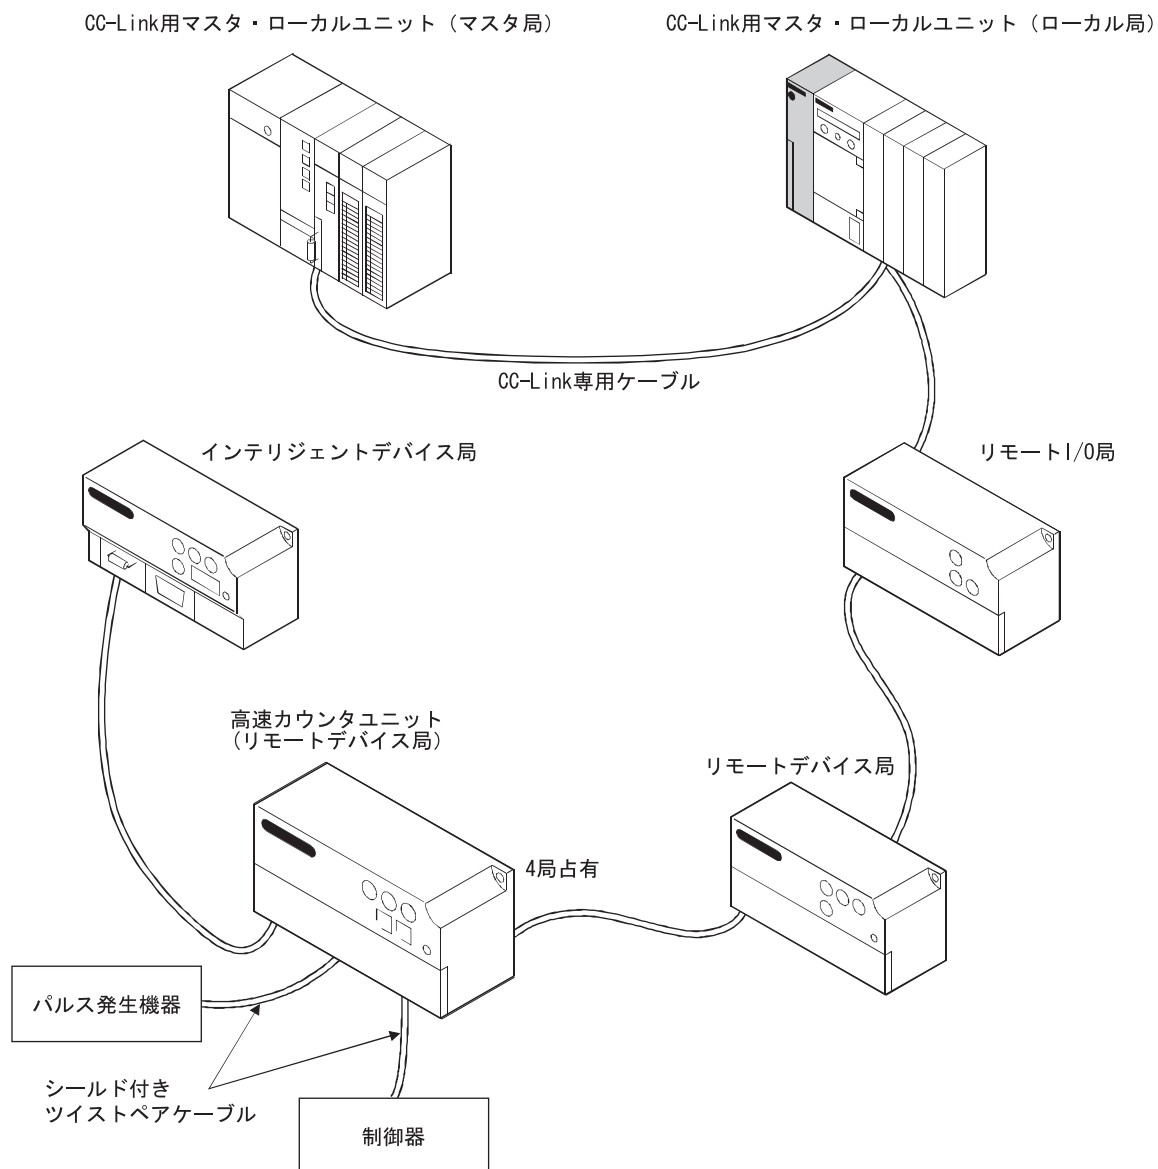 CC-Link用マスタ・ローカルユニット（マスタ局）
CC-Link用マスタ・ローカルユニット（ローカル局）
CC-Link専用ケーブル
インテリジェントデバイス局
リモートI/O局
高速カウンタユニット
（リモートデバイス局）
リモートデバイス局
4局占有
パルス発生機器
シールド付き
ツイストペアケーブル
制御器